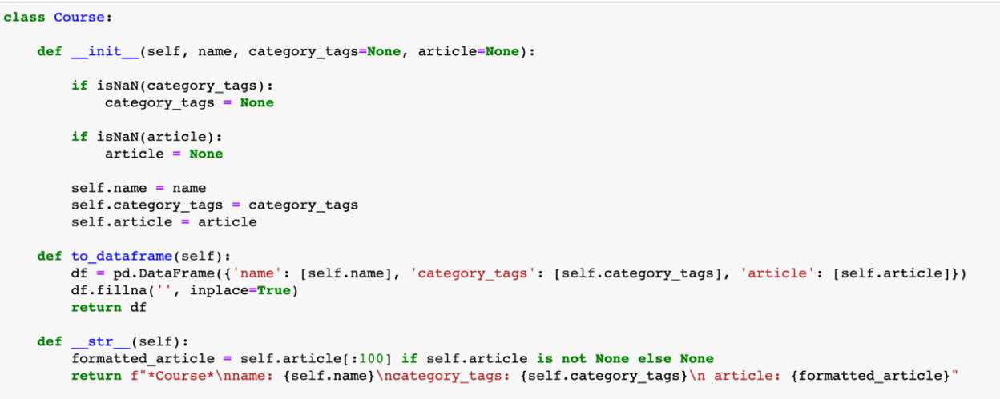 class Course:
    def __init__(self, name, category_tags=None, article=None):
        if isNaN(category_tags):
            category_tags = None
        if isNaN(article):
            article = None
        self.name = name
        self.category_tags = category_tags
        self.article = article
    def to_dataframe(self):
        df = pd.DataFrame({'name': [self.name], 'category_tags': [self.category_tags], 'article': [self.article]})
        df.fillna('', inplace=True)
        return df
    def __str__(self):
        formatted_article = self.article[:100] if self.article is not None else None
        return f"*Course*\nname: {self.name}\ncategory_tags: {self.category_tags}\n article: {formatted_article}"